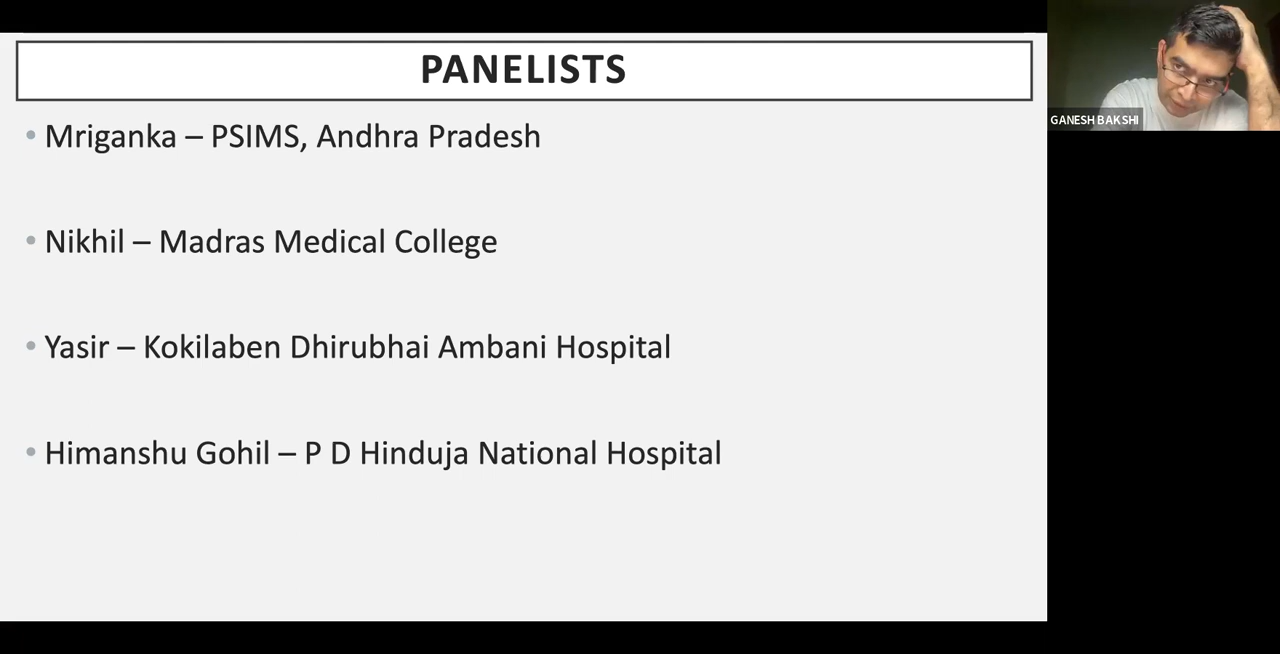 PANELISTS
• Mriganka – PSIMS, Andhra Pradesh
• Nikhil – Madras Medical College
• Yasir – Kokilaben Dhirubhai Ambani Hospital
• Himanshu Gohil – P D Hinduja National Hospital
GANESH BAKSHI